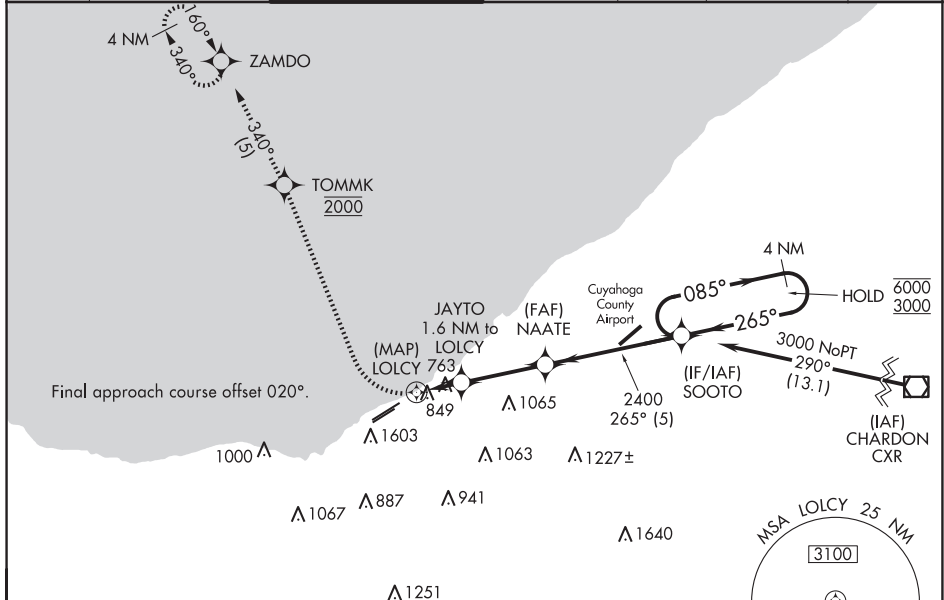 160°
4 NM
340°
ZAMDO
340°
(5)
TOMMK
2000
4 NM
085°
HOLD
6000
3000
265°
Cuyahoga
County
Airport
JAYTO
1.6 NM to
LOLCY
(FAF)
NAATE
(MAP)
LOLCY
763
849
3000 NoPT
290°
(13.1)
(IF/IAF)
SOOTO
2400
265° (5)
(IAF)
CHARDON
CXR
Final approach course offset 020°.
1065
1603
1000
1063
1227±
887
941
1067
1640
MSA LOLCY 25 NM
3100
1251